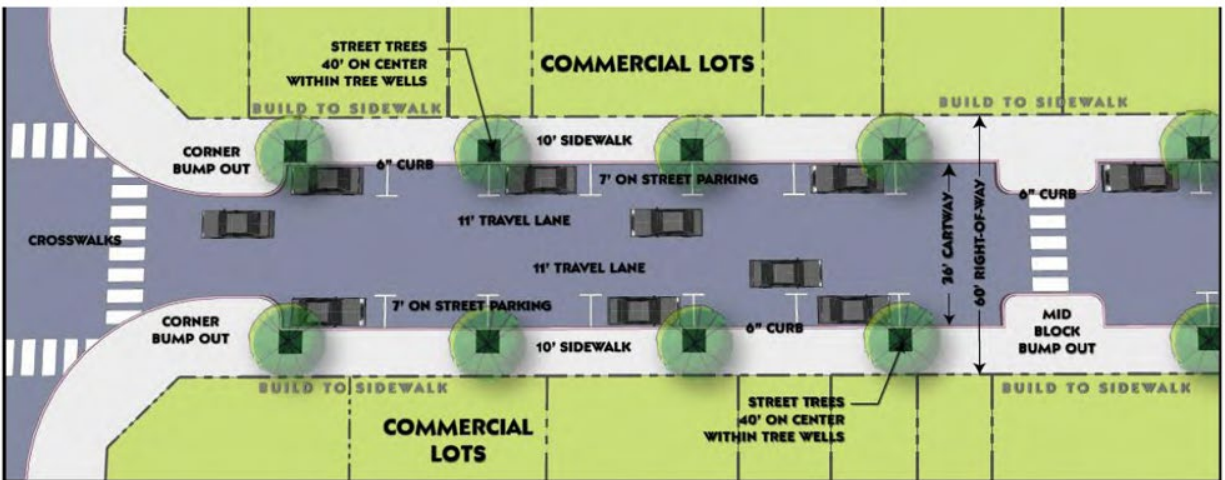 STREET TREES
40' ON CENTER
WITHIN TREE WELLS
COMMERCIAL LOTS
BUILD TO SIDEWALK
BUILD TO SIDEWALK
CORNER
BUMP OUT
10' SIDEWALK
6" CURB
7' ON STREET PARKING
6" CURB
11' TRAVEL LANE
CROSSWALKS
11' TRAVEL LANE
36' CARTWAY
60' RIGHT-OF-WAY
7' ON STREET PARKING
CORNER
BUMP OUT
6" CURB
10' SIDEWALK
MID
BLOCK
BUMP OUT
BUILD TO SIDEWALK
BUILD TO SIDEWALK
STREET TREES
40' ON CENTER
WITHIN TREE WELLS
COMMERCIAL
LOTS